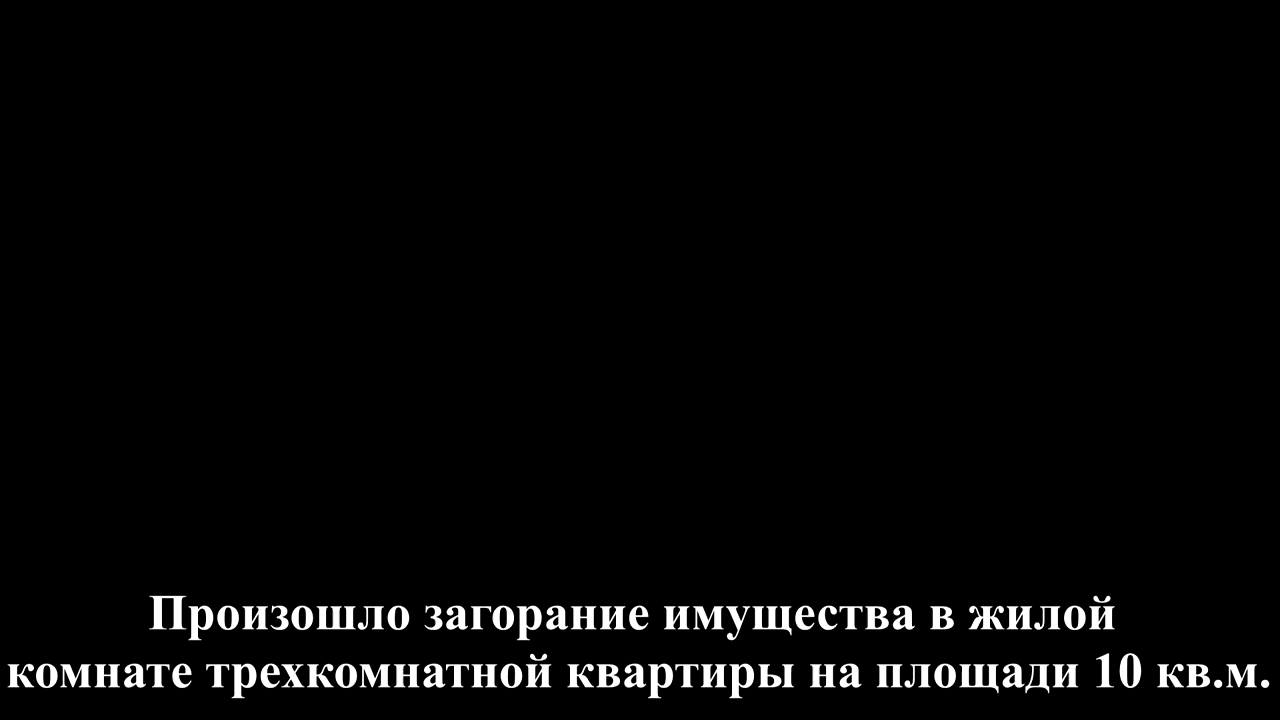 Произошло загорание имущества в жилой
комнате трехкомнатной квартиры на площади 10 кв.м.